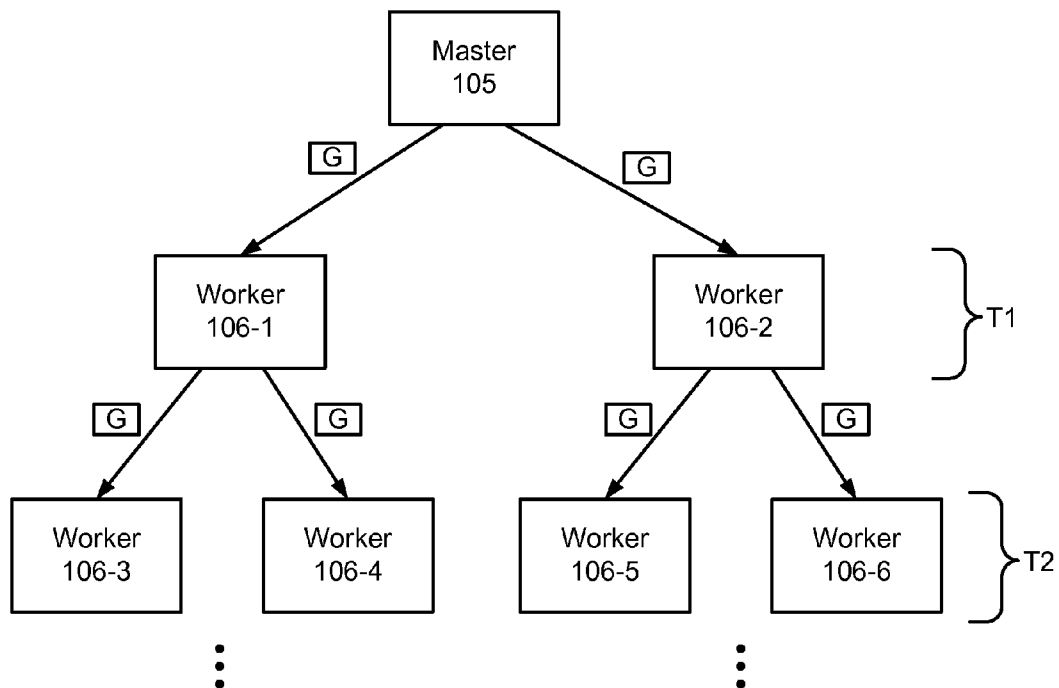 Master
105
G
G
Worker
106-1
Worker
106-2
T1
G
G
G
G
Worker
106-3
Worker
106-4
Worker
106-5
Worker
106-6
T2